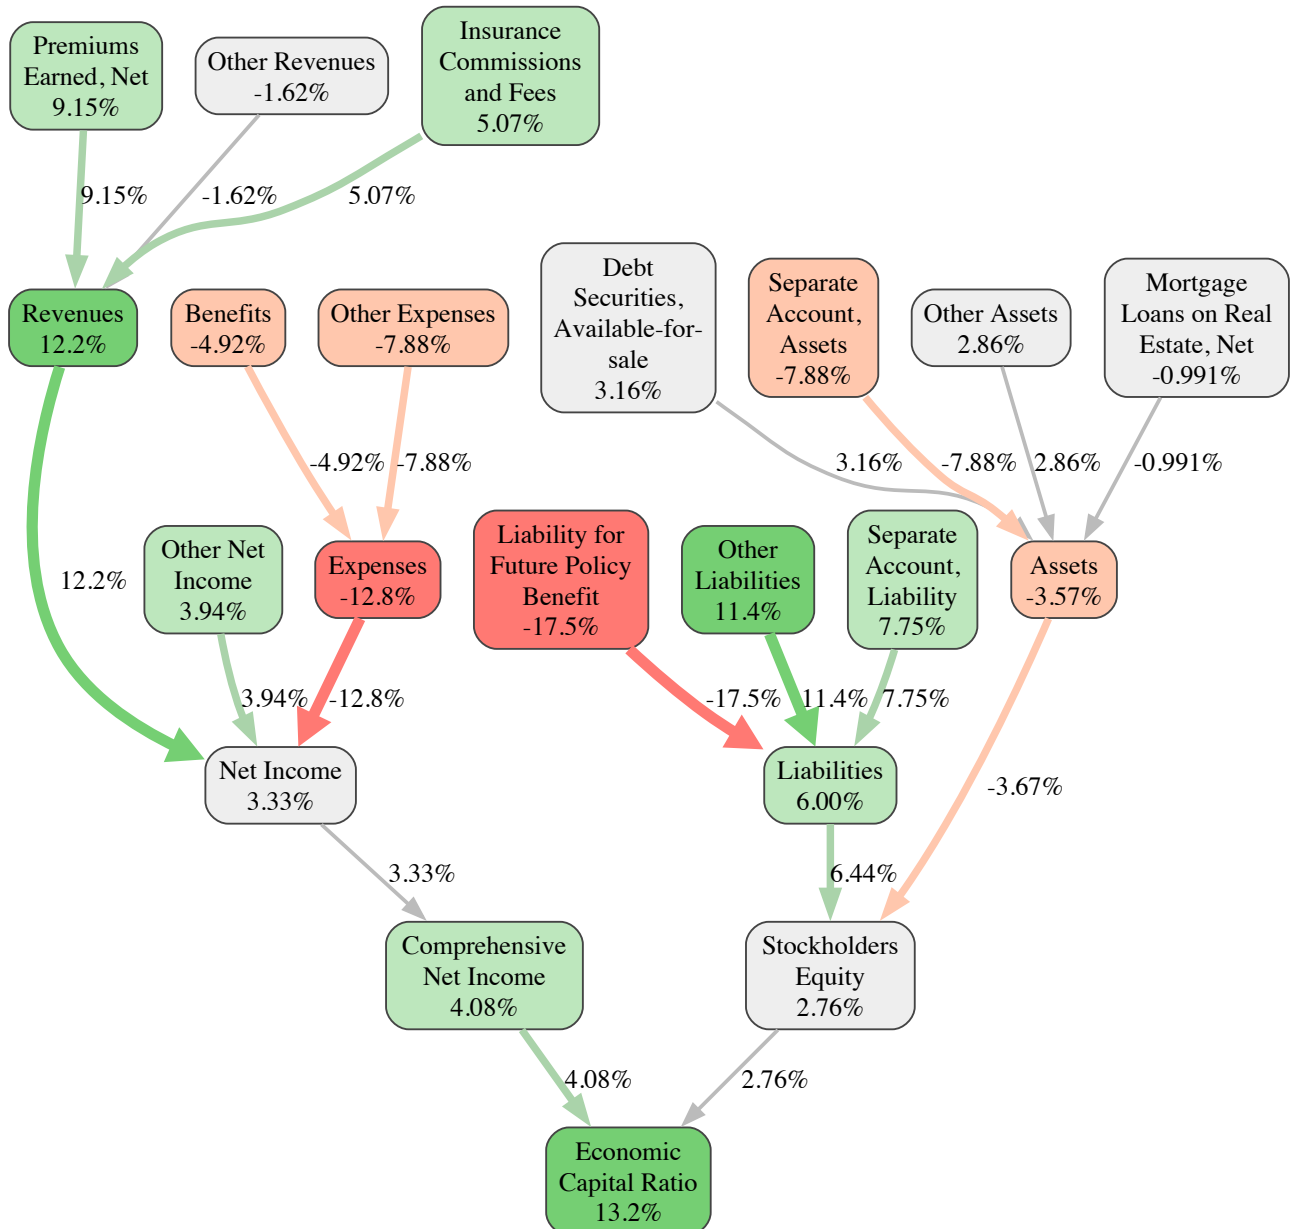 Premiums
Earned, Net
9.15%
Other Revenues
-1.62%
Insurance
Commissions
and Fees
5.07%
9.15%
-1.62%
5.07%
Revenues
12.2%
Benefits
-4.92%
Other Expenses
-7.88%
Debt
Securities,
Available-for-
sale
3.16%
Separate
Account,
Assets
-7.88%
Other Assets
2.86%
Mortgage
Loans on Real
Estate, Net
-0.991%
-4.92%
-7.88%
3.16%
-7.88%
2.86%
-0.991%
12.2%
Other Net
Income
3.94%
Expenses
-12.8%
Liability for
Future Policy
Benefit
-17.5%
Other
Liabilities
11.4%
Separate
Account,
Liability
7.75%
Assets
-3.57%
3.94%
-12.8%
-17.5%
11.4%
7.75%
Net Income
3.33%
Liabilities
6.00%
-3.67%
3.33%
6.44%
Comprehensive
Net Income
4.08%
Stockholders
Equity
2.76%
4.08%
2.76%
Economic
Capital Ratio
13.2%